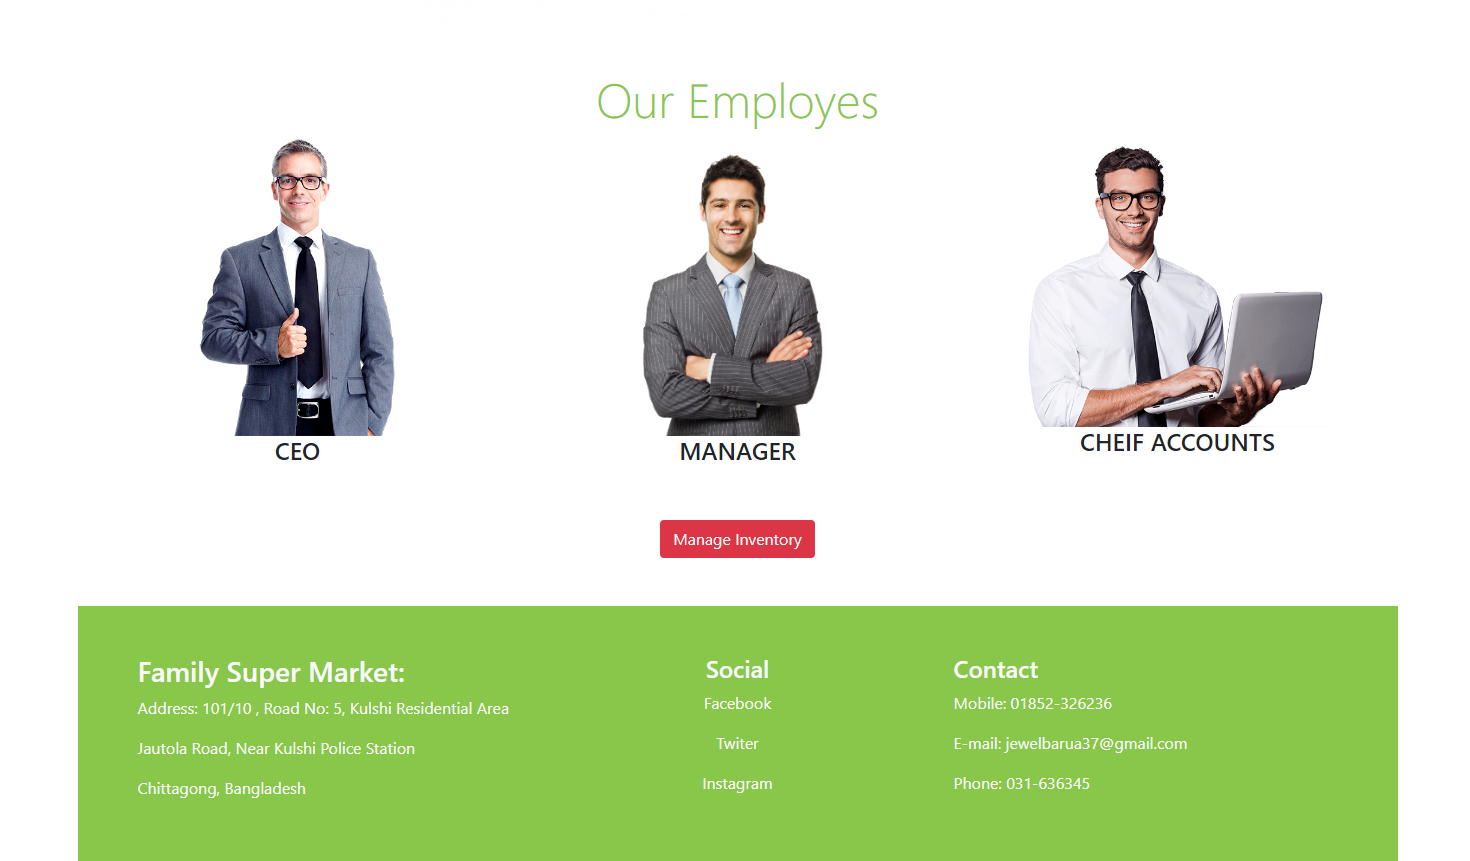 Our Employes
CEO
MANAGER
CHEIF ACCOUNTS
Manage Inventory
Family Super Market:
Address: 101/10 , Road No: 5, Kulshi Residential Area
Jautola Road, Near Kulshi Police Station
Chittagong, Bangladesh
Social
Facebook
Twiter
Instagram
Contact
Mobile: 01852-326236
E-mail: jewelbarua37@gmail.com
Phone: 031-636345